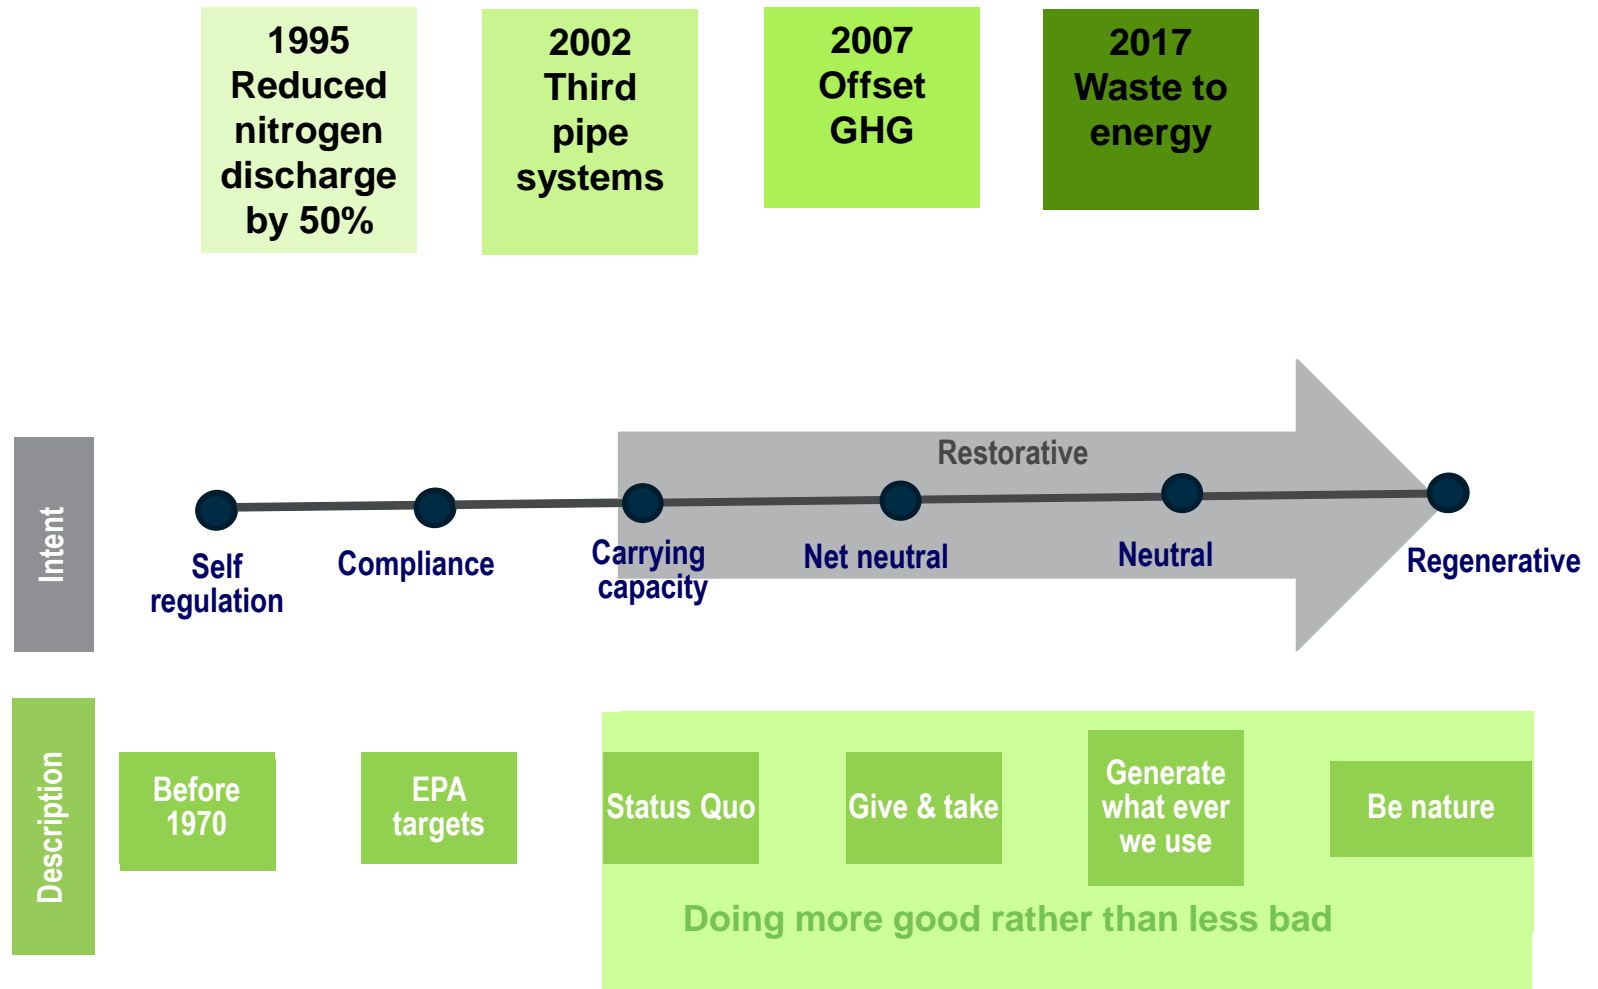 1995
Reduced
nitrogen
discharge
by 50%
2002
Third
pipe
systems
2007
Offset
GHG
2017
Waste to
energy
Intent
Restorative
Self
regulation
Compliance
Carrying
capacity
Net neutral
Neutral
Regenerative
Description
Before
1970
EPA
targets
Status Quo
Give & take
Generate
what ever
we use
Be nature
Doing more good rather than less bad